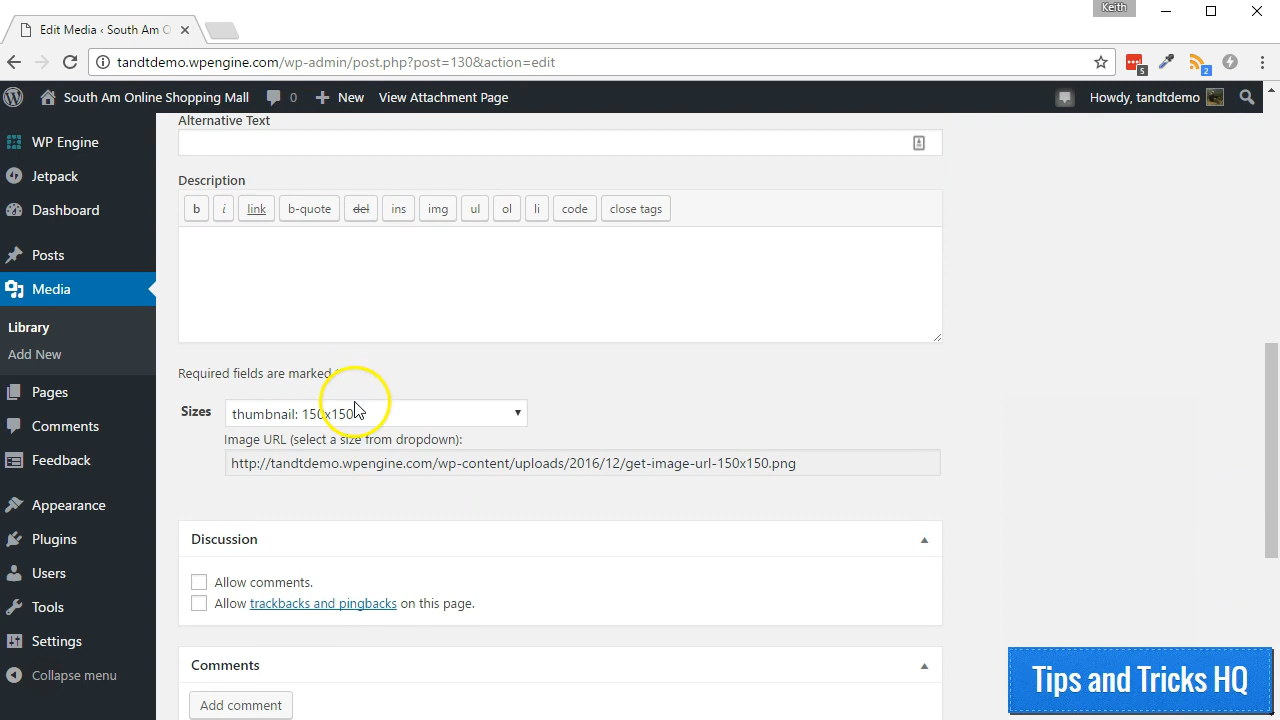 Keith
Edit Media ‹ South Am O
tandtdemo.wpengine.com/wp-admin/post.php?post=130&action=edit
5
2
South Am Online Shopping Mall
0
New
View Attachment Page
Howdy, tandtdemo
WP Engine
Jetpack
Dashboard
Posts
Media
Library
Add New
Pages
Comments
Feedback
Appearance
Plugins
Users
Tools
Settings
Collapse menu
Alternative Text
Description
b
i
link
b-quote
del
ins
img
ul
ol
li
code
close tags
Required fields are marked
Sizes
thumbnail: 150x150
Image URL (select a size from dropdown):
http://tandtdemo.wpengine.com/wp-content/uploads/2016/12/get-image-url-150x150.png
Discussion
Allow comments.
Allow trackbacks and pingbacks on this page.
Comments
Add comment
Tips and Tricks HQ